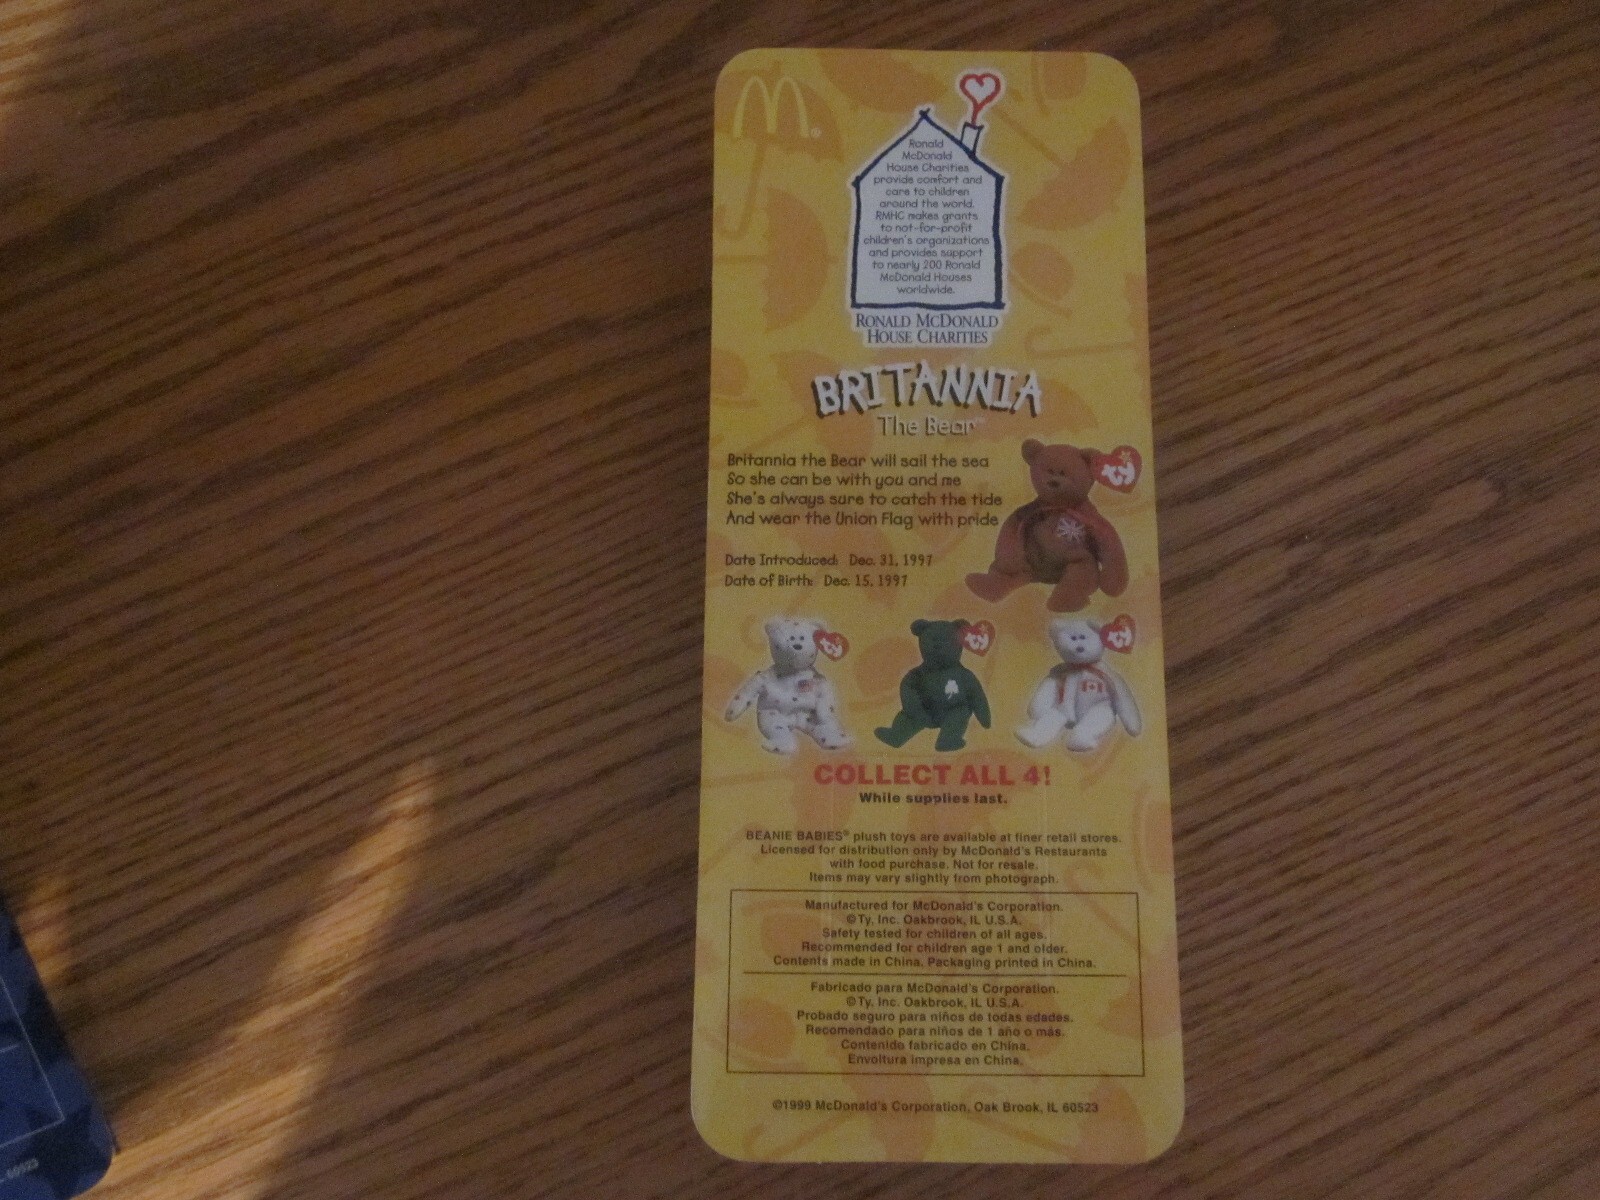 Ronald
McDonald
House Charities
provide comfort and
care to children
around the world.
RMHC makes grants
to not-for-profit
children's organizations
and provides support
to nearly 200 Ronald
McDonald Houses
worldwide.
RONALD MCDONALD
HOUSE CHARITIES
BRITANNIA
The Bear™
Britannia the Bear will sail the sea
So she can be with you and me
She's always sure to catch the tide
And wear the Union Flag with pride
Date Introduced: Dec. 31, 1997
Date of Birth: Dec. 15, 1997
ty
ty
ty
ty
COLLECT ALL 4!
While supplies last.
BEANIE BABIES® plush toys are available at finer retail stores.
Licensed for distribution only by McDonald's Restaurants
with food purchase. Not for resale.
Items may vary slightly from photograph.
Manufactured for McDonald's Corporation.
©Ty, Inc. Oakbrook, IL U.S.A.
Safety tested for children of all ages.
Recommended for children age 1 and older.
Contents made in China. Packaging printed in China.
Fabricado para McDonald's Corporation.
©Ty, Inc. Oakbrook, IL U.S.A.
Probado seguro para niños de todas edades.
Recomendado para niños de 1 año o más.
Contenido fabricado en China.
Envoltura impresa en China.
©1999 McDonald's Corporation, Oak Brook, IL 60523
60523